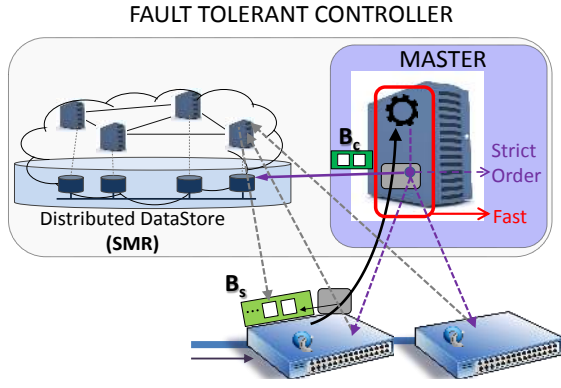 FAULT TOLERANT CONTROLLER
MASTER
Bc
Strict
Order
Fast
Distributed DataStore
(SMR)
Bs
...